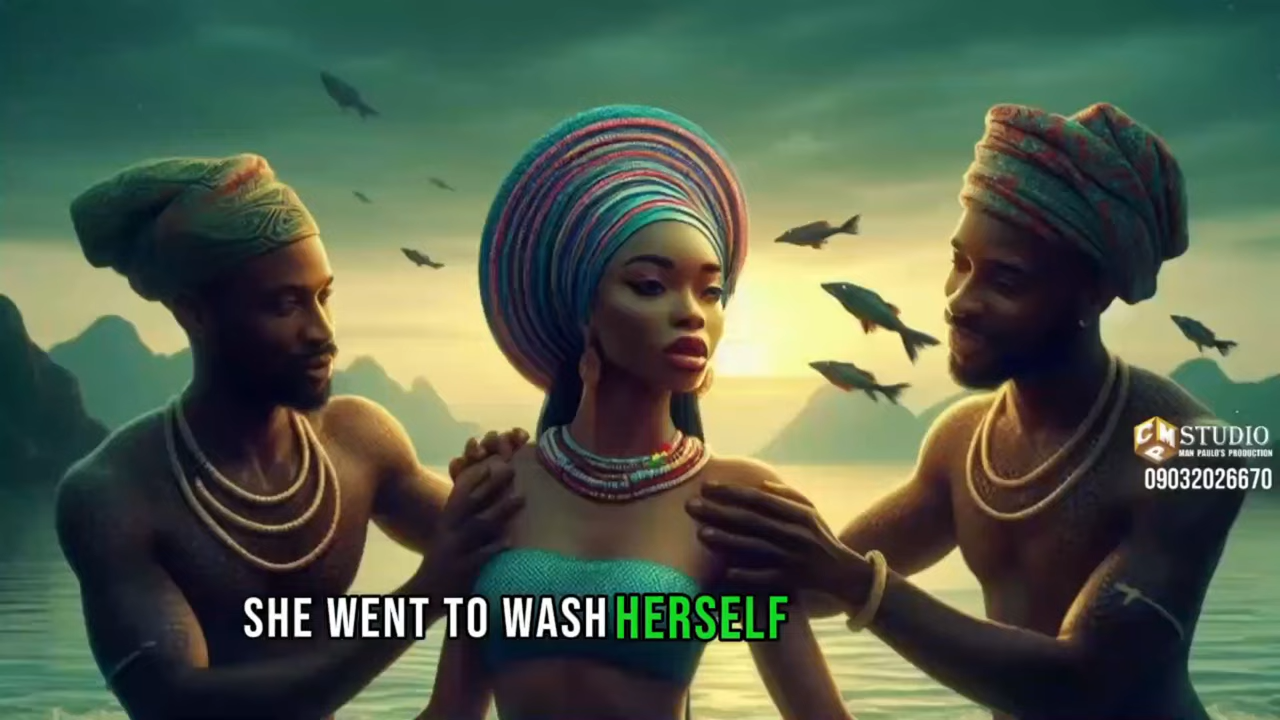 STUDIO
MAN PAULO'S PRODUCTION
09032026670
SHE WENT TO WASH HERSELF